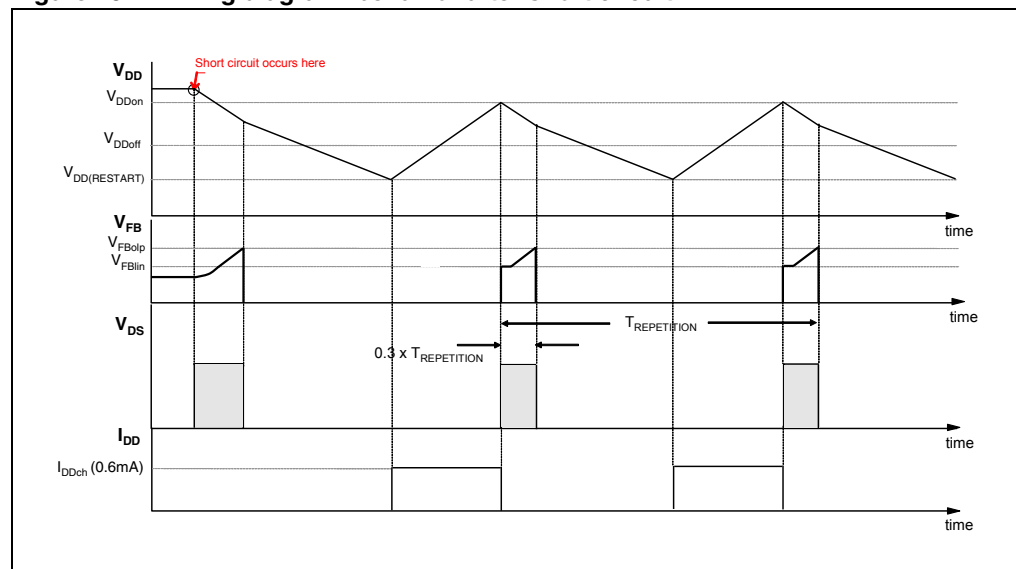 Short circuit occurs here
VDD
VDDon
VDDoff
VDD(RESTART)
time
VFB
VFBolp
VFBlin
time
VDS
TREPETITION
0.3 x TREPETITION
time
IDD
IDDch (0.6mA)
time